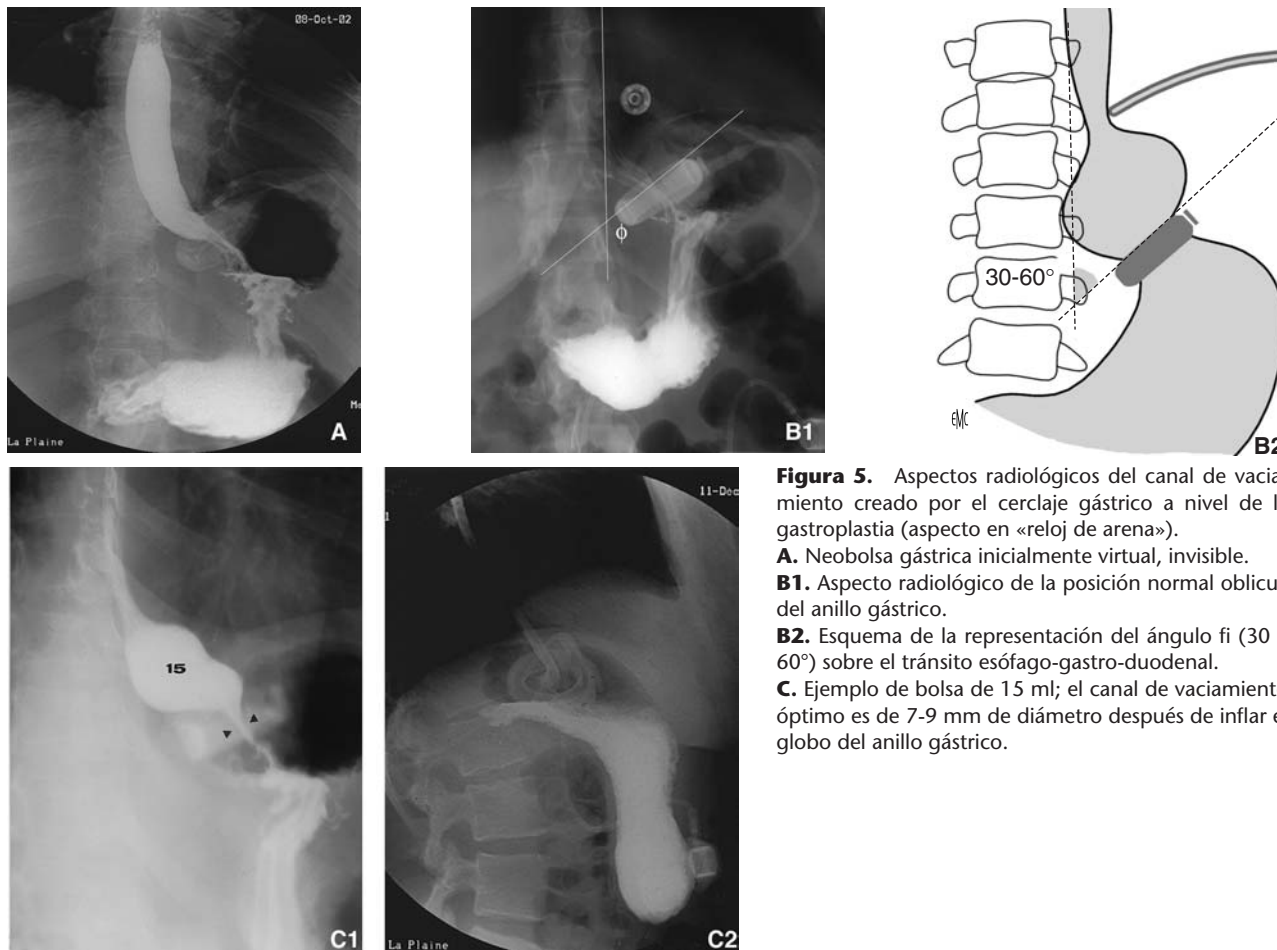 08-Oct-02
Me
La Plaine
A
ϕ
B1
30-60°
EMC
B2
15
C1
11-Dec
1
La Plaine
C2
Figura 5. Aspectos radiológicos del canal de vacia-
miento creado por el cerclaje gástrico a nivel de l
gastroplastia (aspecto en «reloj de arena»).
A. Neobolsa gástrica inicialmente virtual, invisible.
B1. Aspecto radiológico de la posición normal oblicu
del anillo gástrico.
B2. Esquema de la representación del ángulo fi (30
60°) sobre el tránsito esófago-gastro-duodenal.
C. Ejemplo de bolsa de 15 ml; el canal de vaciamient
óptimo es de 7-9 mm de diámetro después de inflar e
globo del anillo gástrico.